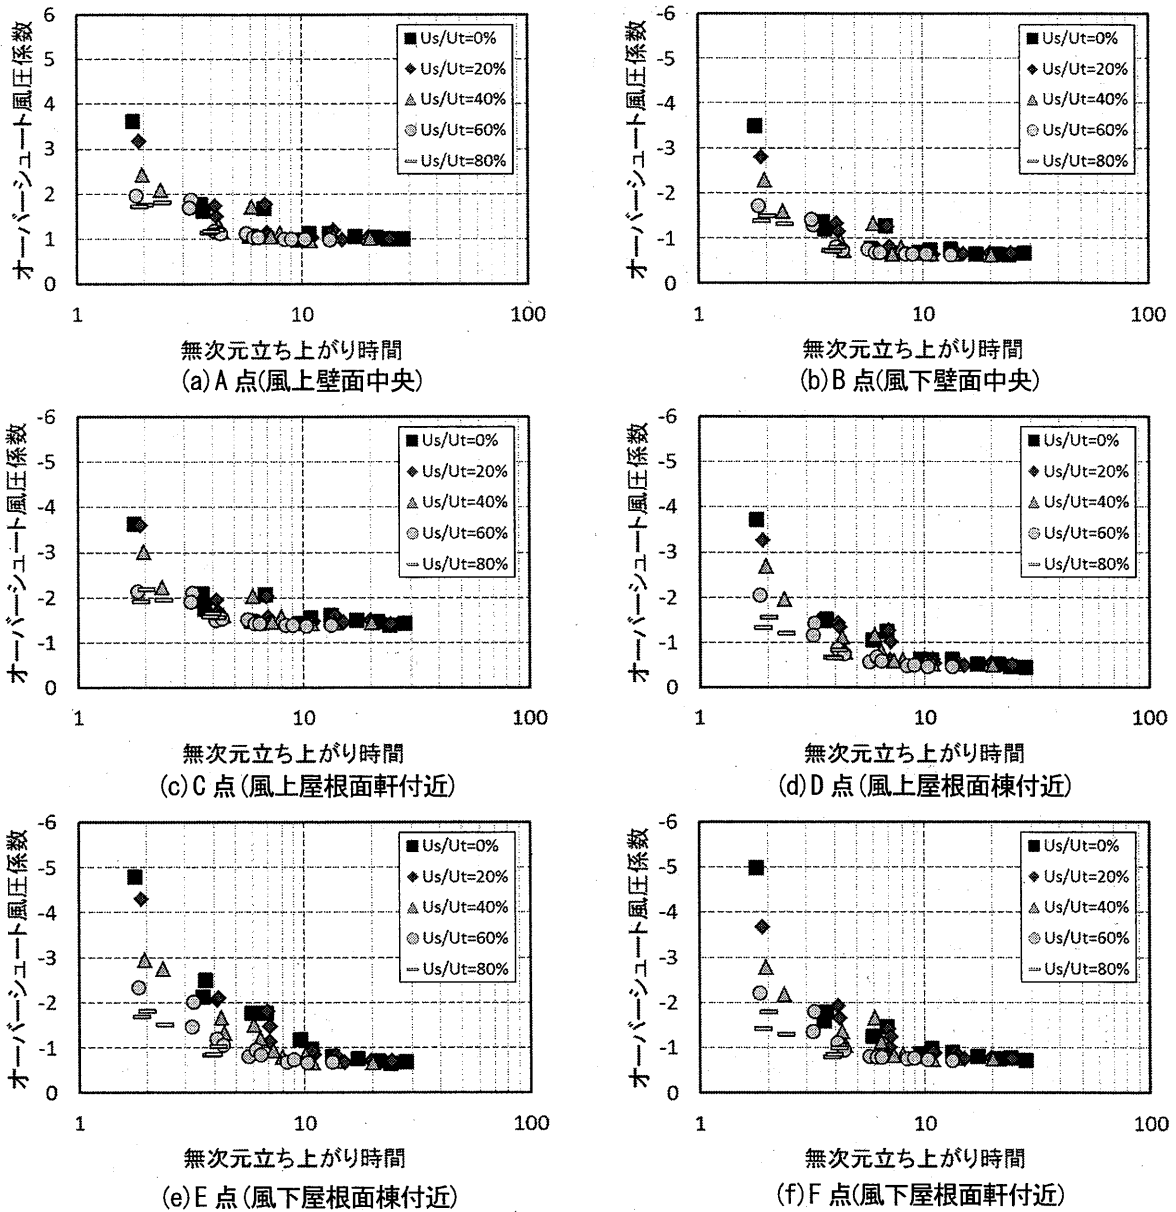 オーバーシュート風圧係数
6
5
4
3
2
1
0
Us/Ut=0%
Us/Ut=20%
Us/Ut=40%
Us/Ut=60%
Us/Ut=80%
1
10
100
無次元立ち上がり時間
(a)A 点(風上壁面中央)
オーバーシュート風圧係数
-6
-5
-4
-3
-2
-1
0
Us/Ut=0%
Us/Ut=20%
Us/Ut=40%
Us/Ut=60%
Us/Ut=80%
1
10
100
無次元立ち上がり時間
(b)B 点(風下壁面中央)
オーバーシュート風圧係数
-6
-5
-4
-3
-2
-1
0
Us/Ut=0%
Us/Ut=20%
Us/Ut=40%
Us/Ut=60%
Us/Ut=80%
1
10
100
無次元立ち上がり時間
(c)C 点(風上屋根面軒付近)
オーバーシュート風圧係数
-6
-5
-4
-3
-2
-1
0
Us/Ut=0%
Us/Ut=20%
Us/Ut=40%
Us/Ut=60%
Us/Ut=80%
1
10
100
無次元立ち上がり時間
(d)D 点(風上屋根面棟付近)
オーバーシュート風圧係数
-6
-5
-4
-3
-2
-1
0
Us/Ut=0%
Us/Ut=20%
Us/Ut=40%
Us/Ut=60%
Us/Ut=80%
1
10
100
無次元立ち上がり時間
(e)E 点(風下屋根面棟付近)
オーバーシュート風圧係数
-6
-5
-4
-3
-2
-1
0
Us/Ut=0%
Us/Ut=20%
Us/Ut=40%
Us/Ut=60%
Us/Ut=80%
1
10
100
無次元立ち上がり時間
(f)F 点(風下屋根面軒付近)